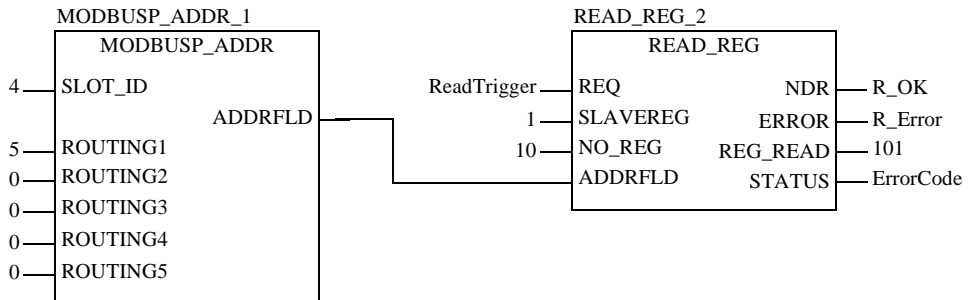 MODBUSP_ADDR_1
MODBUSP_ADDR
4 SLOT_ID
ADDRFLD
5 ROUTING1
0 ROUTING2
0 ROUTING3
0 ROUTING4
0 ROUTING5
READ_REG_2
READ_REG
ReadTrigger REQ NDR R_OK
1 SLAVEREG ERROR R_Error
10 NO_REG REG_READ 101
ADDRFLD STATUS ErrorCode